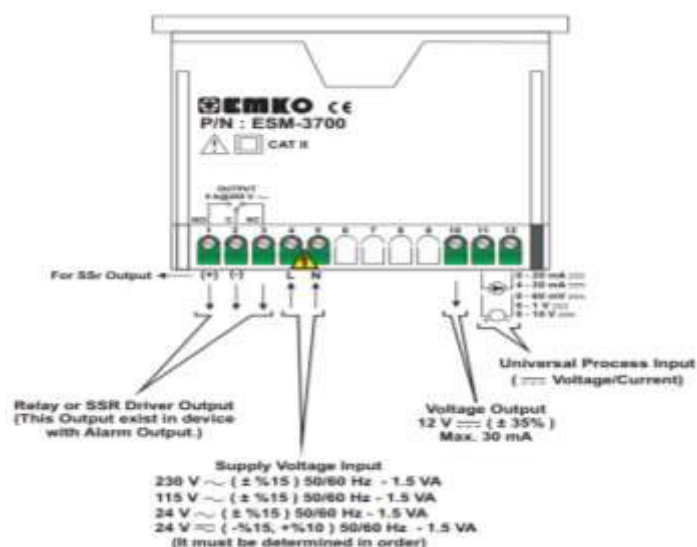 EMKO CE
P/N : ESM-3700
CAT II
OUTPUT
NO C NC
1 2 3 4 5 6 7 8 9 10 11 12
For SSr Output (+) (-) L N
0 - 20 mA
4 - 20 mA
0 - 60 mV
0 - 1 V
0 - 10 V
Universal Process Input
( Voltage/Current)
Relay or SSR Driver Output
(This Output exist in device
with Alarm Output.)
Voltage Output
12 V ( ± 35% )
Max. 30 mA
Supply Voltage Input
230 V ~ ( ± %15 ) 50/60 Hz - 1.5 VA
115 V ~ ( ± %15 ) 50/60 Hz - 1.5 VA
24 V ~ ( ± %15 ) 50/60 Hz - 1.5 VA
24 V ( -%15, +%10 ) 50/60 Hz - 1.5 VA
(It must be determined in order)